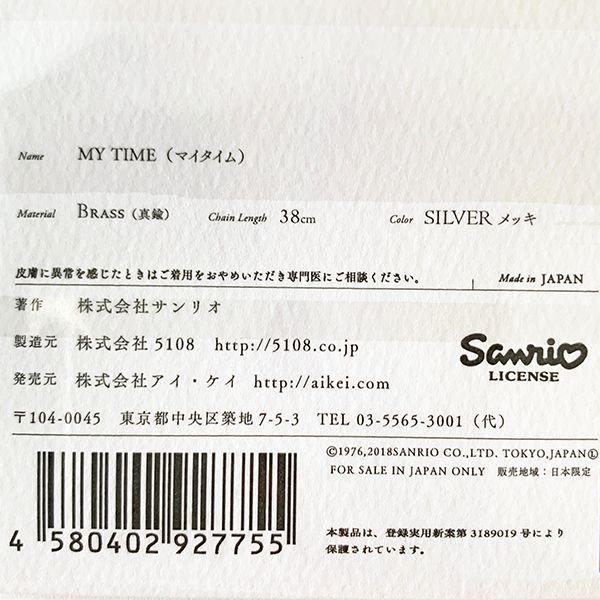 Name MY TIME（マイタイム）
Material BRASS（真鍮） Chain Length 38cm Color SILVER メッキ
皮膚に異常を感じたときはご着用をおやめいただき専門医にご相談ください。 Made in JAPAN
著作 株式会社サンリオ
製造元 株式会社 5108 http://5108.co.jp
発売元 株式会社アイ・ケイ http://aikei.com
Sanrio
LICENSE
〒104-0045 東京都中央区築地 7-5-3 TEL 03-5565-3001（代）
©1976,2018SANRIO CO.,LTD. TOKYO,JAPAN Ⓛ
FOR SALE IN JAPAN ONLY 販売地域：日本限定
4 580402 927755
本製品は、登録実用新案第 3189019 号により
保護されています。